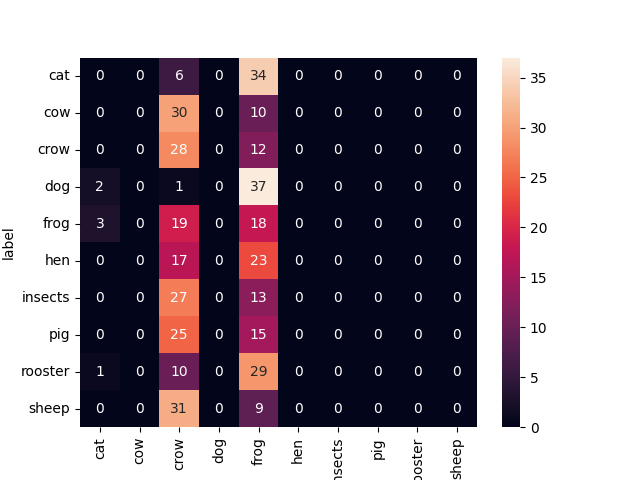 cat 0 0 6 0 34 0 0 0 0 0 35
cow 0 0 30 0 10 0 0 0 0 0 30
crow 0 0 28 0 12 0 0 0 0 0 25
dog 2 0 1 0 37 0 0 0 0 0
frog 3 0 19 0 18 0 0 0 0 0 20
label
hen 0 0 17 0 23 0 0 0 0 0 15
insects 0 0 27 0 13 0 0 0 0 0
pig 0 0 25 0 15 0 0 0 0 0 10
rooster 1 0 10 0 29 0 0 0 0 0 5
sheep 0 0 31 0 9 0 0 0 0 0 0
cat cow crow dog frog hen nsects pig ooster sheep